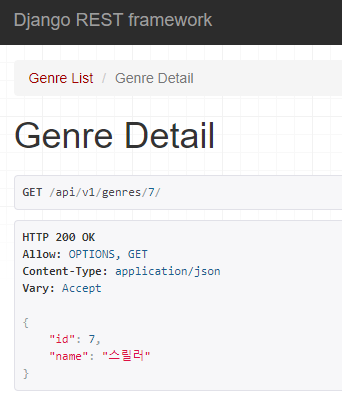 Django REST framework
Genre List / Genre Detail
Genre Detail
GET /api/v1/genres/7/
HTTP 200 OK
Allow: OPTIONS, GET
Content-Type: application/json
Vary: Accept
{
    "id": 7,
    "name": "스릴러"
}